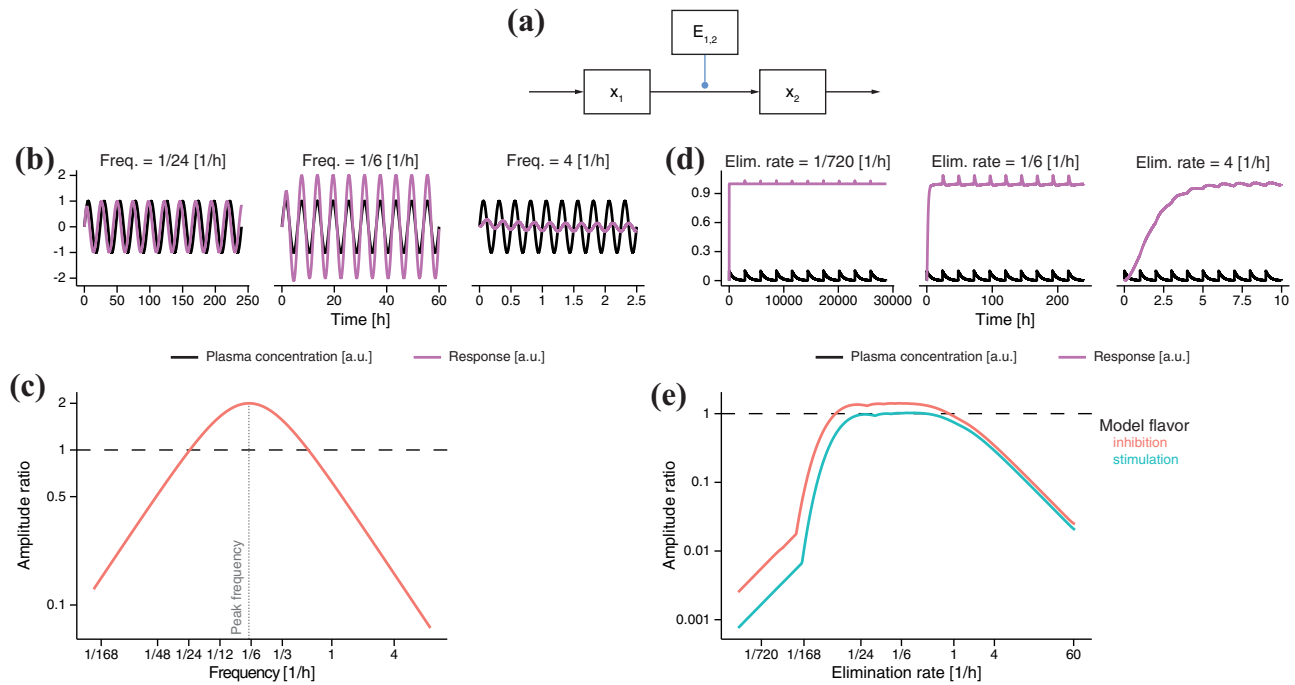 (a)
E1,2
x1
x2
(b)
Freq. = 1/24 [1/h]
Freq. = 1/6 [1/h]
Freq. = 4 [1/h]
2
1
0
-1
-2
0 50 100 150 200 250
0 20 40 60
0 0.5 1 1.5 2 2.5
Time [h]
Plasma concentration [a.u.] Response [a.u.]
(d)
Elim. rate = 1/720 [1/h]
Elim. rate = 1/6 [1/h]
Elim. rate = 4 [1/h]
0.9
0.6
0.3
0
0 10000 20000 30000
0 100 200
0 2.5 5 7.5 10
Time [h]
Plasma concentration [a.u.] Response [a.u.]
(c)
Amplitude ratio
2
1
0.5
0.1
Peak frequency
1/168 1/48 1/24 1/12 1/6 1/3 1 4
Frequency [1/h]
(e)
Amplitude ratio
1
0.1
0.01
0.001
1/720 1/168 1/24 1/6 1 4 60
Elimination rate [1/h]
Model flavor
inhibition
stimulation